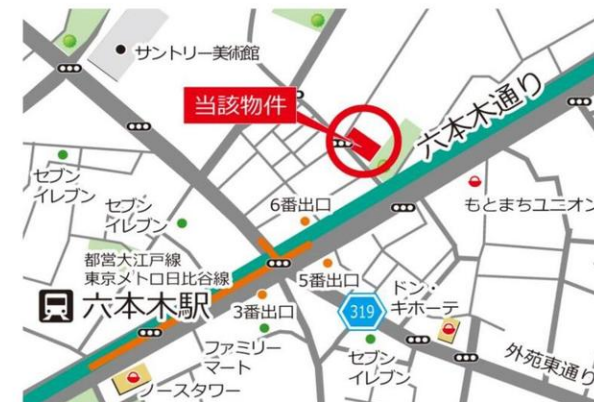 サントリー美術館
当該物件
六本木通り
セブン
イレブン
セブン
イレブン
6番出口
もとまちユニオン
都営大江戸線
東京メトロ日比谷線
六本木駅
5番出口
3番出口
319
ドン・
キホーテ
ファミリー
マート
セブン
イレブン
外苑東通り
ノースタワー